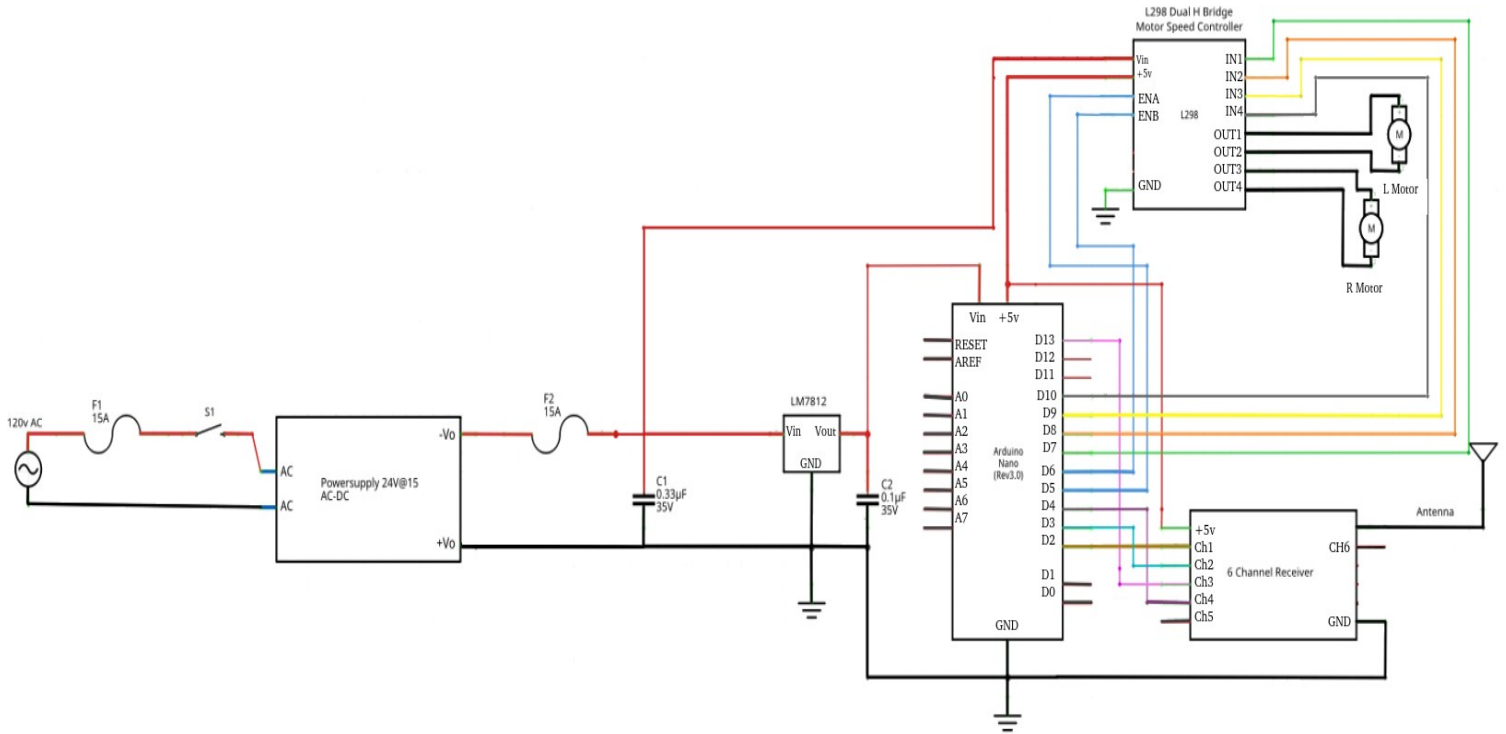 L298 Dual H Bridge
Motor Speed Controller
Vin
+5v
ENA
ENB
GND
L298
IN1
IN2
IN3
IN4
OUT1
OUT2
OUT3
OUT4
M
L Motor
M
R Motor
120v AC
F1
15A
S1
AC
AC
Powersupply 24V@15
AC-DC
-Vo
+Vo
F2
15A
C1
0.33µF
35V
LM7812
Vin
Vout
GND
C2
0.1µF
35V
Vin
+5v
RESET
AREF
A0
A1
A2
A3
A4
A5
A6
A7
Arduino
Nano
(Rev3.0)
D13
D12
D11
D10
D9
D8
D7
D6
D5
D4
D3
D2
D1
D0
GND
+5v
Ch1
Ch2
Ch3
Ch4
Ch5
6 Channel Receiver
CH6
GND
Antenna